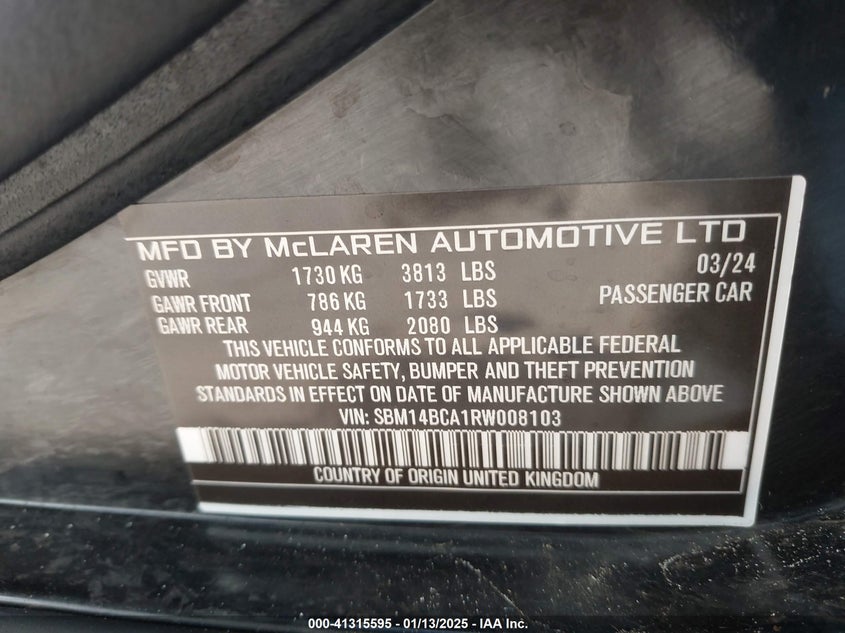 MFD BY McLAREN AUTOMOTIVE LTD
GVWR 1730 KG 3813 LBS 03/24
GAWR FRONT 786 KG 1733 LBS PASSENGER CAR
GAWR REAR 944 KG 2080 LBS
THIS VEHICLE CONFORMS TO ALL APPLICABLE FEDERAL
MOTOR VEHICLE SAFETY, BUMPER AND THEFT PREVENTION
STANDARDS IN EFFECT ON DATE OF MANUFACTURE SHOWN ABOVE
VIN: SBM14BCA1RW008103
COUNTRY OF ORIGIN UNITED KINGDOM
000-41315595 - 01/13/2025 - IAA Inc.